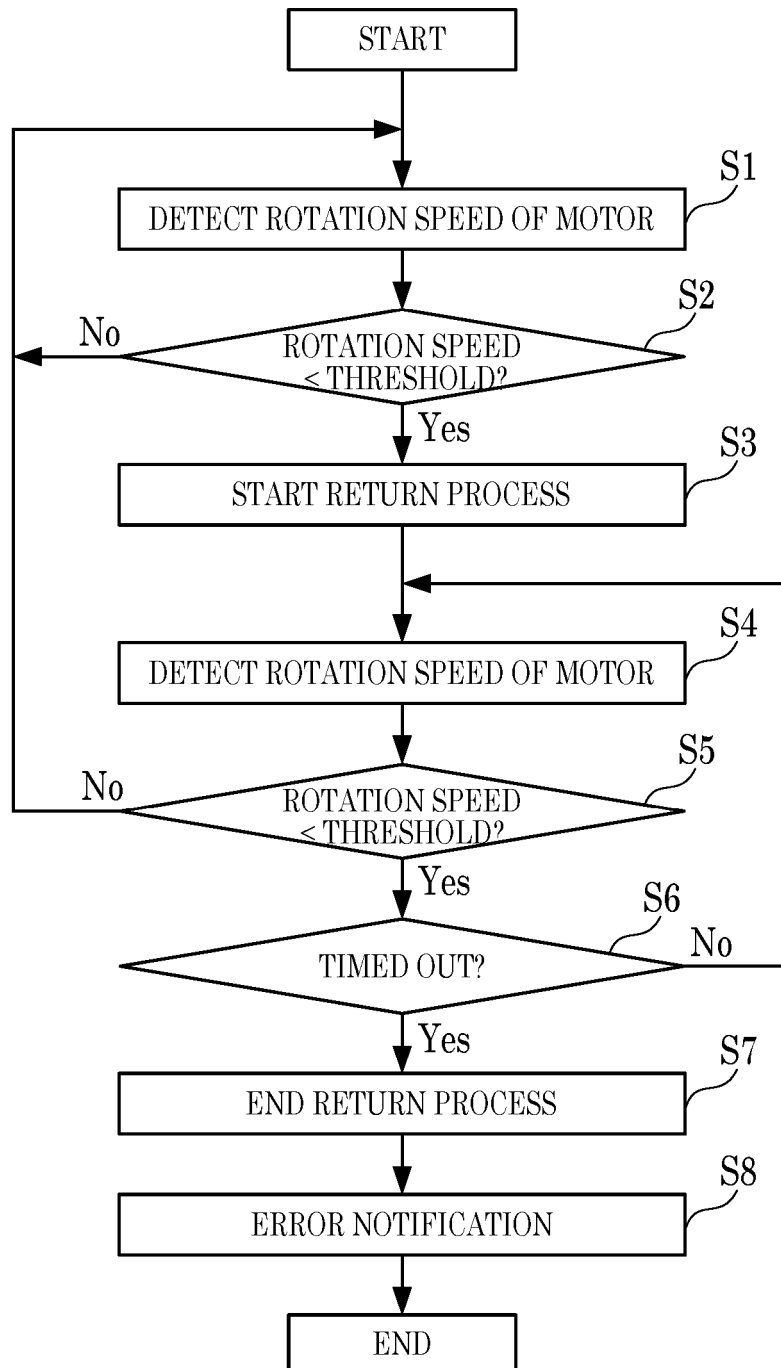 START
S1
DETECT ROTATION SPEED OF MOTOR
S2
No
ROTATION SPEED
< THRESHOLD?
Yes
S3
START RETURN PROCESS
S4
DETECT ROTATION SPEED OF MOTOR
S5
No
ROTATION SPEED
< THRESHOLD?
Yes
S6
No
TIMED OUT?
Yes
S7
END RETURN PROCESS
S8
ERROR NOTIFICATION
END